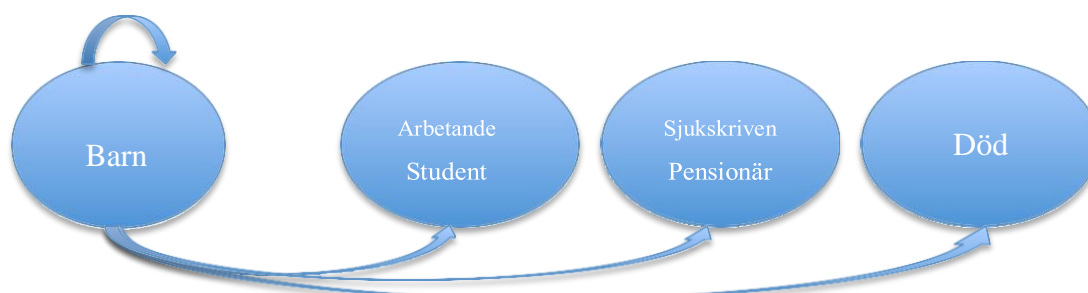 Barn
Arbetande
Student
Sjukskriven
Pensionär
Död